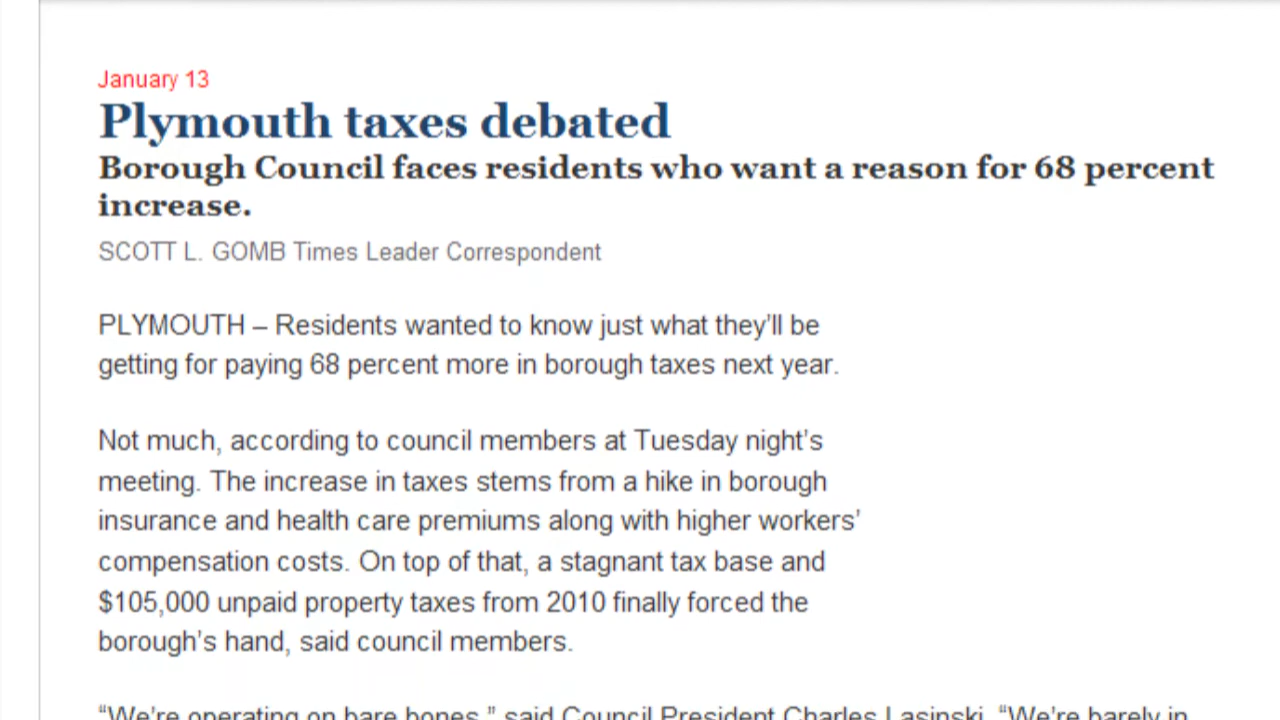 January 13
Plymouth taxes debated
Borough Council faces residents who want a reason for 68 percent
increase.
SCOTT L. GOMB Times Leader Correspondent
PLYMOUTH – Residents wanted to know just what they’ll be
getting for paying 68 percent more in borough taxes next year.
Not much, according to council members at Tuesday night’s
meeting. The increase in taxes stems from a hike in borough
insurance and health care premiums along with higher workers’
compensation costs. On top of that, a stagnant tax base and
$105,000 unpaid property taxes from 2010 finally forced the
borough’s hand, said council members.
“We’re operating on bare bones,” said Council President Charles Lasinski. “We’re barely in